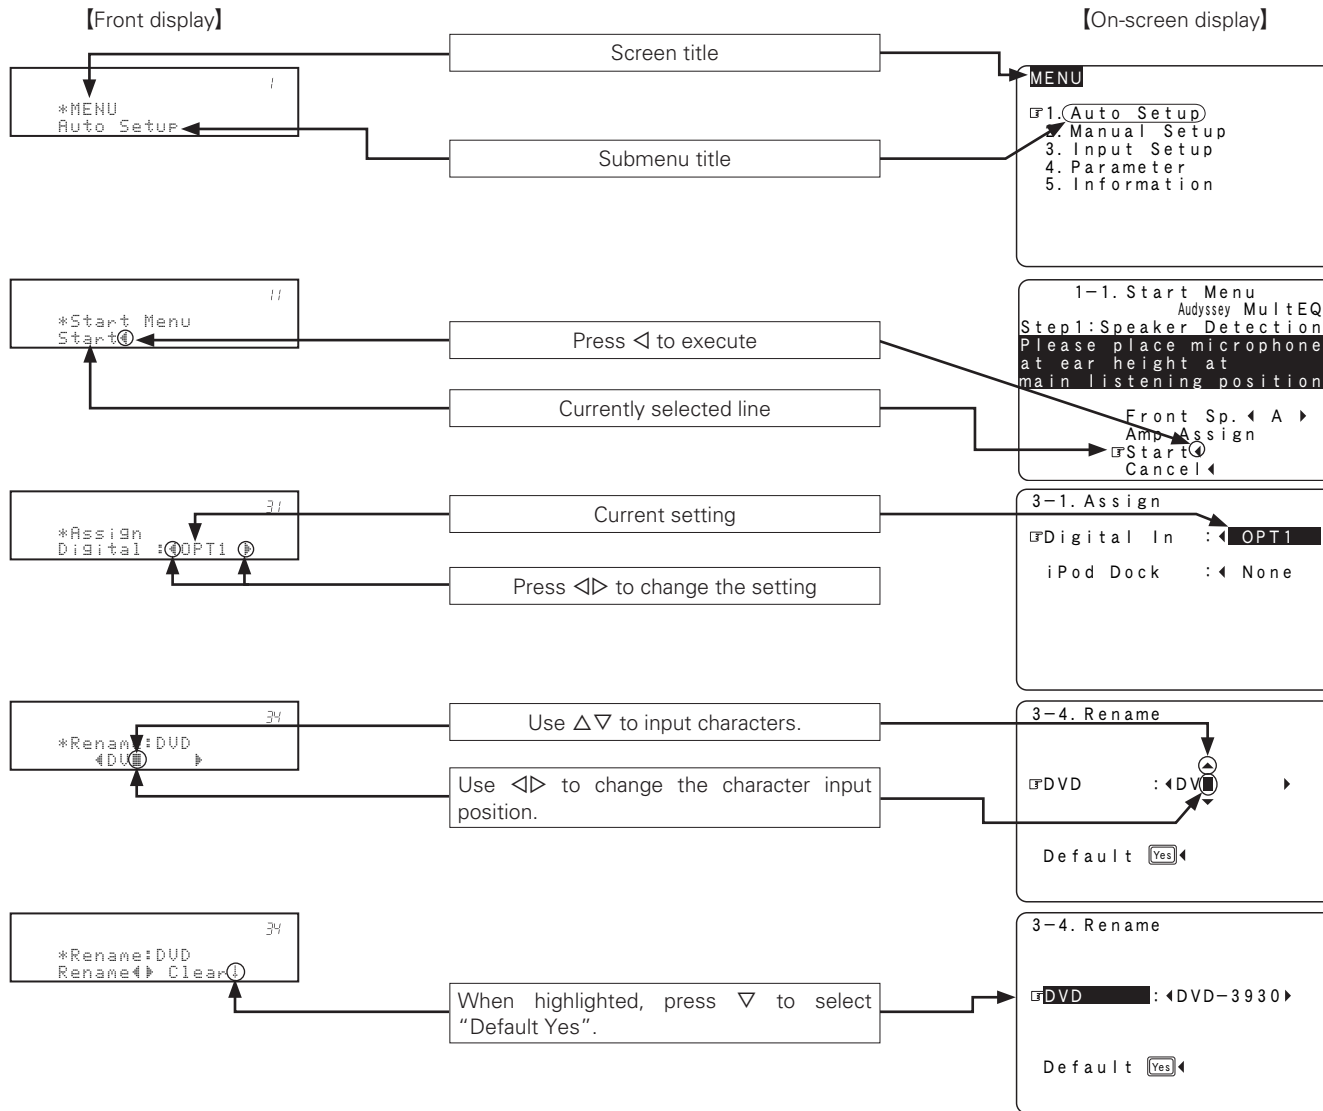 【Front display】
【On-screen display】
Screen title
1
*MENU
Auto Setup
Submenu title
MENU
☞1. Auto Setup
2. Manual Setup
3. Input Setup
4. Parameter
5. Information
11
*Start Menu
Start◀
Press ◁ to execute
Currently selected line
1-1. Start Menu
Audyssey MultEQ
Step1:Speaker Detection
Please place microphone
at ear height at
main listening position
Front Sp.◀ A ▶
Amp Assign
☞Start◀
Cancel◀
31
*Assign
Digital :◀OPT1 ▶
Current setting
Press ◁▷ to change the setting
3-1. Assign
☞Digital In :◀ OPT1
iPod Dock :◀ None
34
*Rename:DVD
◀DV■ ▶
Use △▽ to input characters.
Use ◁▷ to change the character input
position.
3-4. Rename
▲
☞DVD :◀DV■ ▶
▼
Default Yes◀
34
*Rename:DVD
Rename◀▶ Clear↓
When highlighted, press ▽ to select
“Default Yes”.
3-4. Rename
☞DVD :◀DVD-3930▶
Default Yes◀